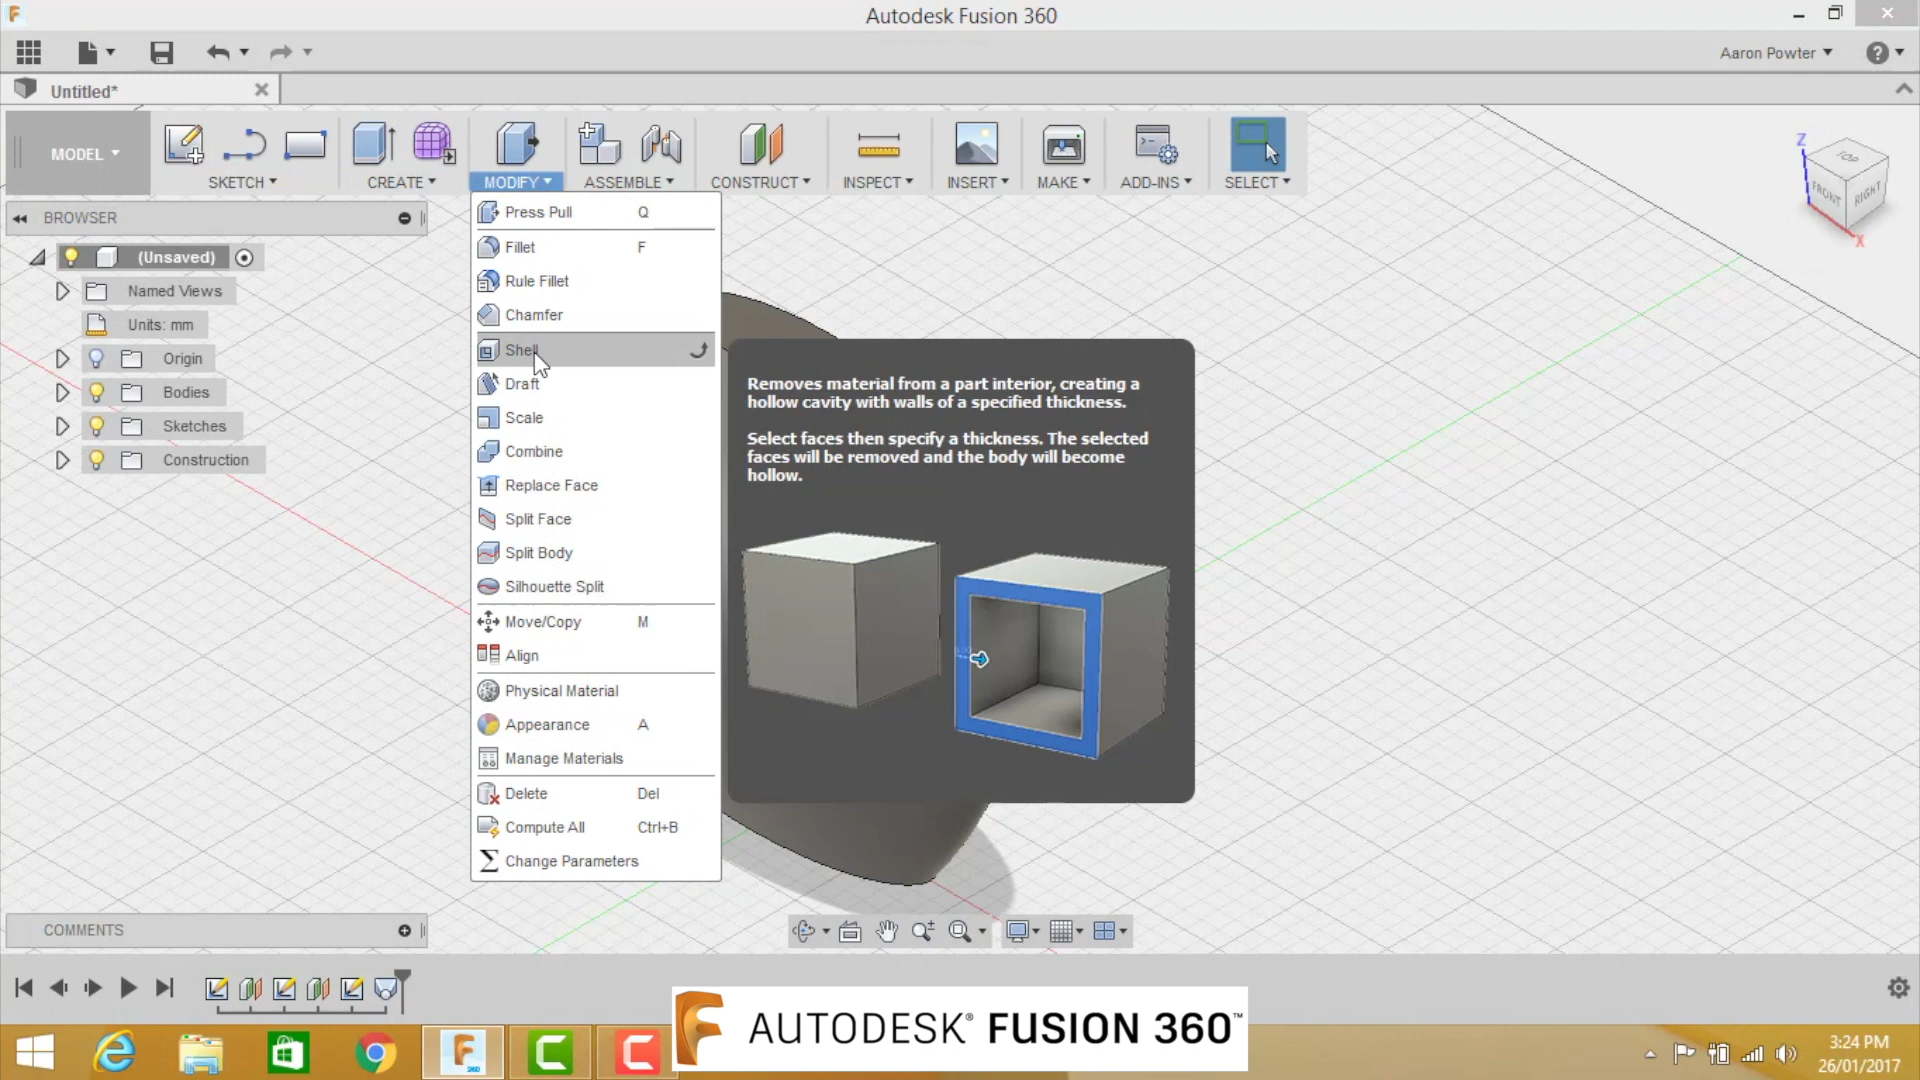 Autodesk Fusion 360
Aaron Powter
Untitled*
MODEL
SKETCH
CREATE
MODIFY
ASSEMBLE
CONSTRUCT
INSPECT
INSERT
MAKE
ADD-INS
SELECT
Z
TOP
FRONT
RIGHT
X
BROWSER
(Unsaved)
Named Views
Units: mm
Origin
Bodies
Sketches
Construction
Press Pull Q
Fillet F
Rule Fillet
Chamfer
Shell
Draft
Scale
Combine
Replace Face
Split Face
Split Body
Silhouette Split
Move/Copy M
Align
Physical Material
Appearance A
Manage Materials
Delete Del
Compute All Ctrl+B
Change Parameters
Removes material from a part interior, creating a
hollow cavity with walls of a specified thickness.
Select faces then specify a thickness. The selected
faces will be removed and the body will become
hollow.
COMMENTS
AUTODESK® FUSION 360™
3:24 PM
26/01/2017